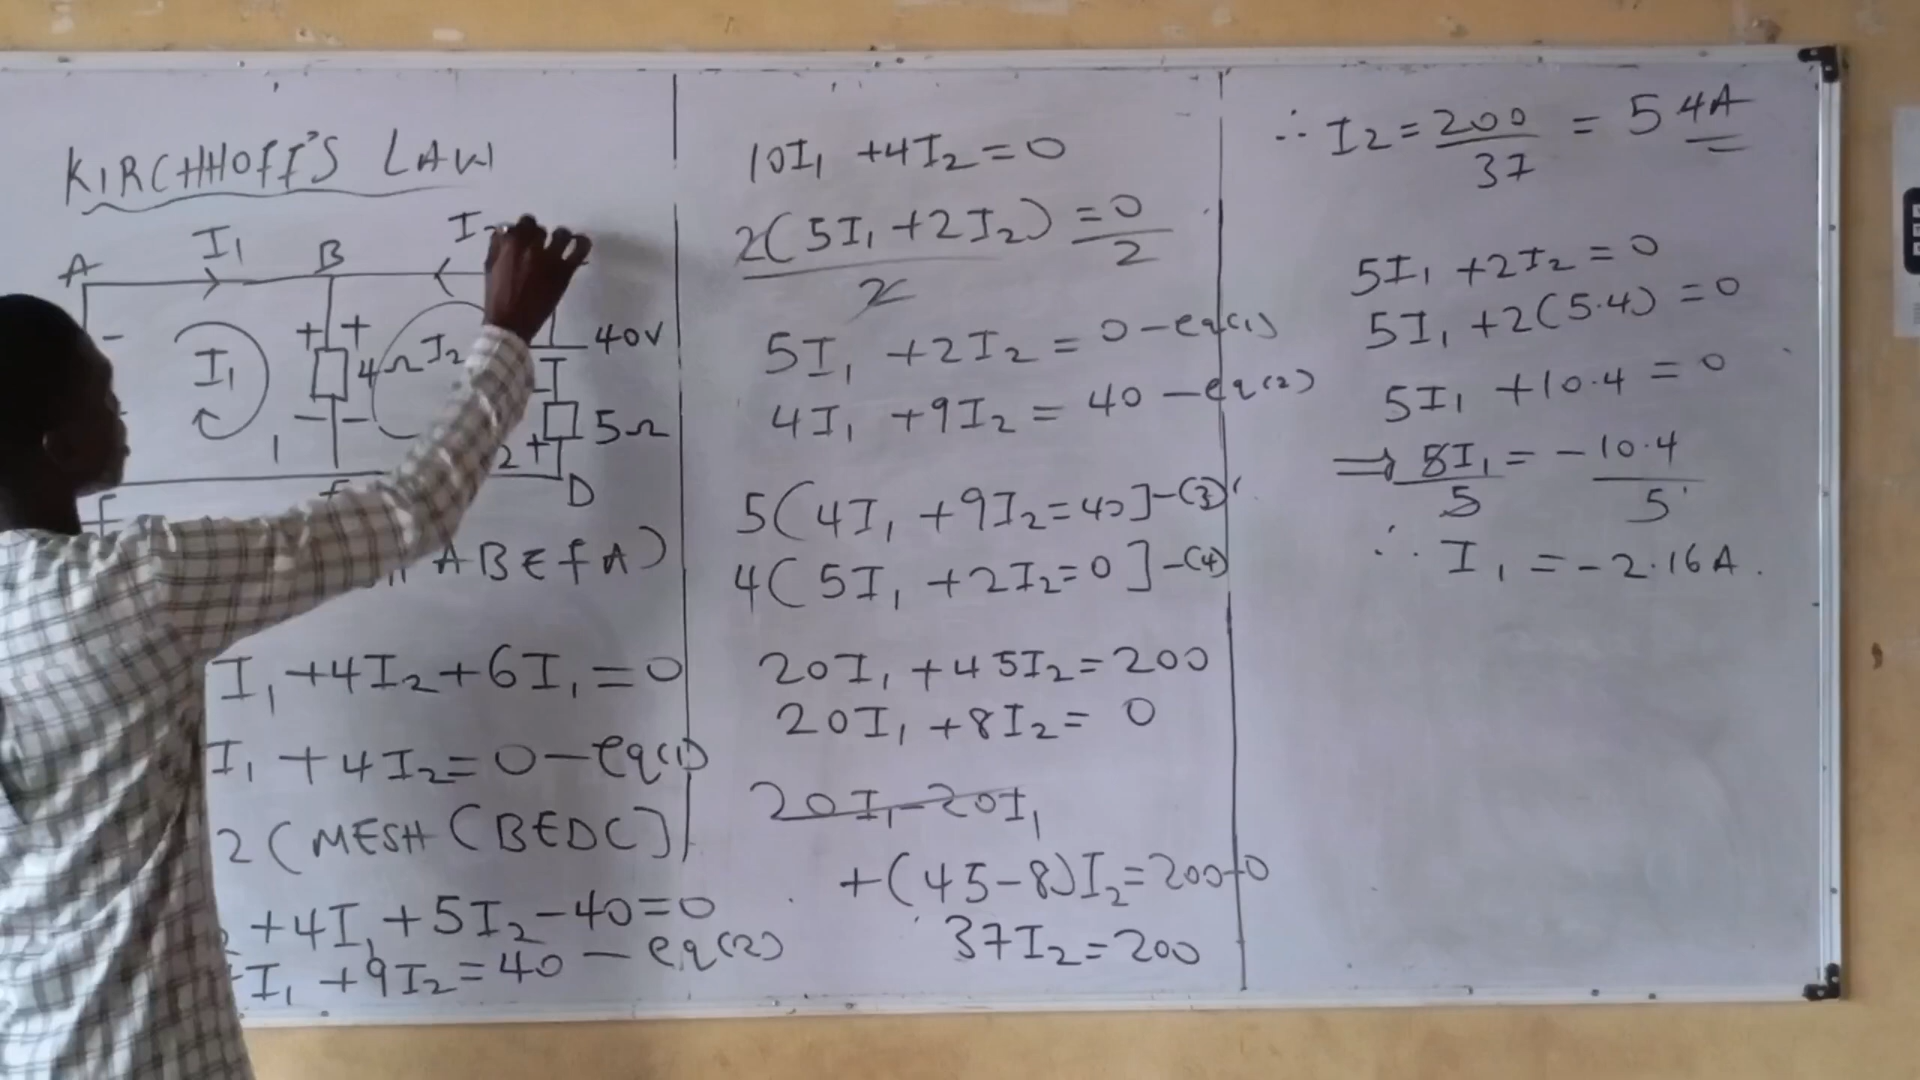 KIRCHHOFF'S LAW
I₁
I₂
A
B
40V
I₁
4Ω
I₂
5Ω
D
ABEFA)
I₁ +4I₂+6I₁=0
I₁ +4I₂=0-eq(1)
2(MESH(BEDC]
+4I₁+5I₂-40=0
I₁ +9I₂=40-eq(2)
10I₁ +4I₂=0
2(5I₁+2I₂)=0
2 2
5I₁ +2I₂=0-eq(1)
4I₁ +9I₂=40-eq(2)
5(4I₁ +9I₂=40]-(3)
4(5I₁ +2I₂=0]-(4)
20I₁ +45I₂=200
20I₁ +8I₂=0
20I₁-20I₁
+(45-8)I₂=200-0
37I₂=200
∴ I₂=200 = 5 4A
37
5I₁ +2I₂=0
5I₁ +2(5.4)=0
5I₁ +10.4=0
⇒ 5I₁=-10.4
5 5
∴ I₁=-2.16A.